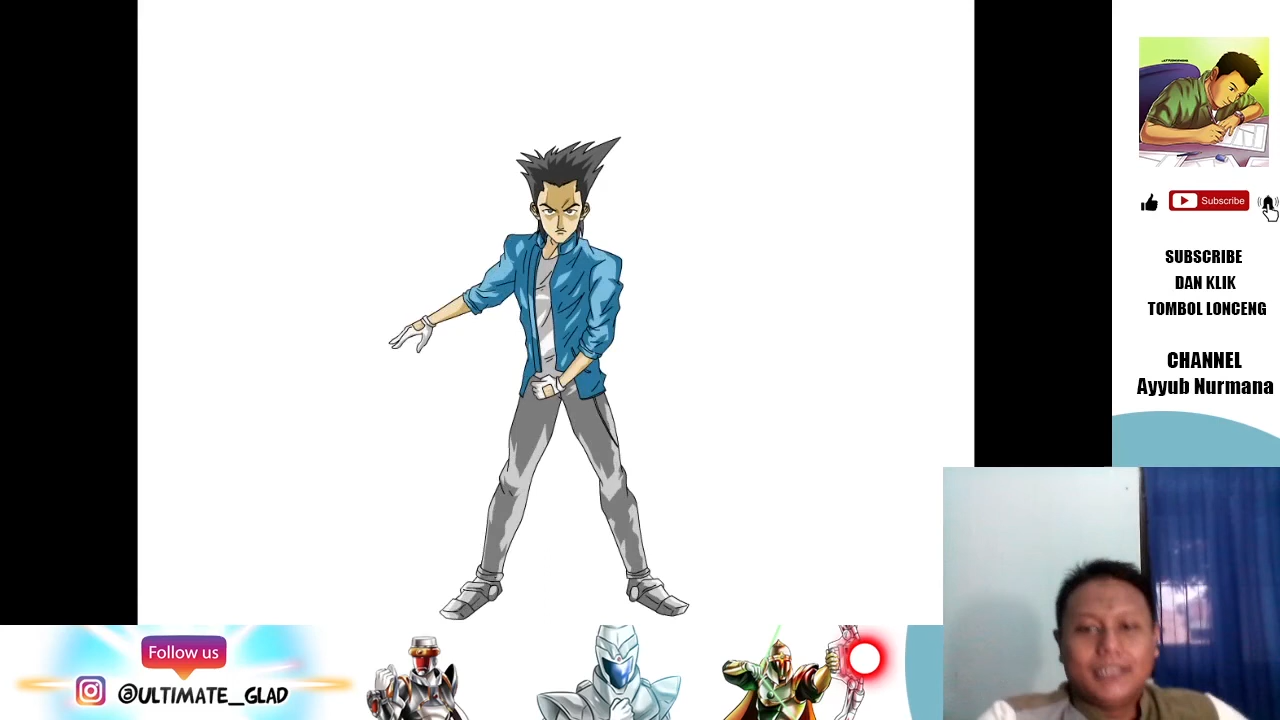 Subscribe
SUBSCRIBE
DAN KLIK
TOMBOL LONCENG
CHANNEL
Ayyub Nurmana
Follow us
@ULTIMATE_GLAD